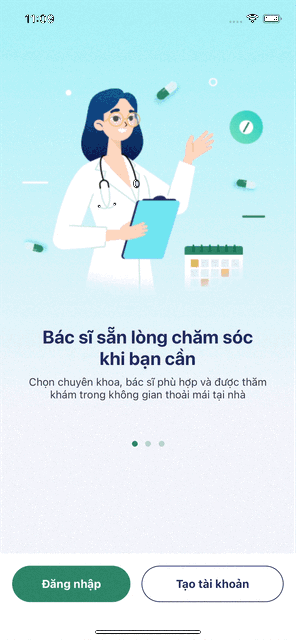 11:09
Bác sĩ sẵn lòng chăm sóc
khi bạn cần
Chọn chuyên khoa, bác sĩ phù hợp và được thăm
khám trong không gian thoải mái tại nhà
Đăng nhập
Tạo tài khoản